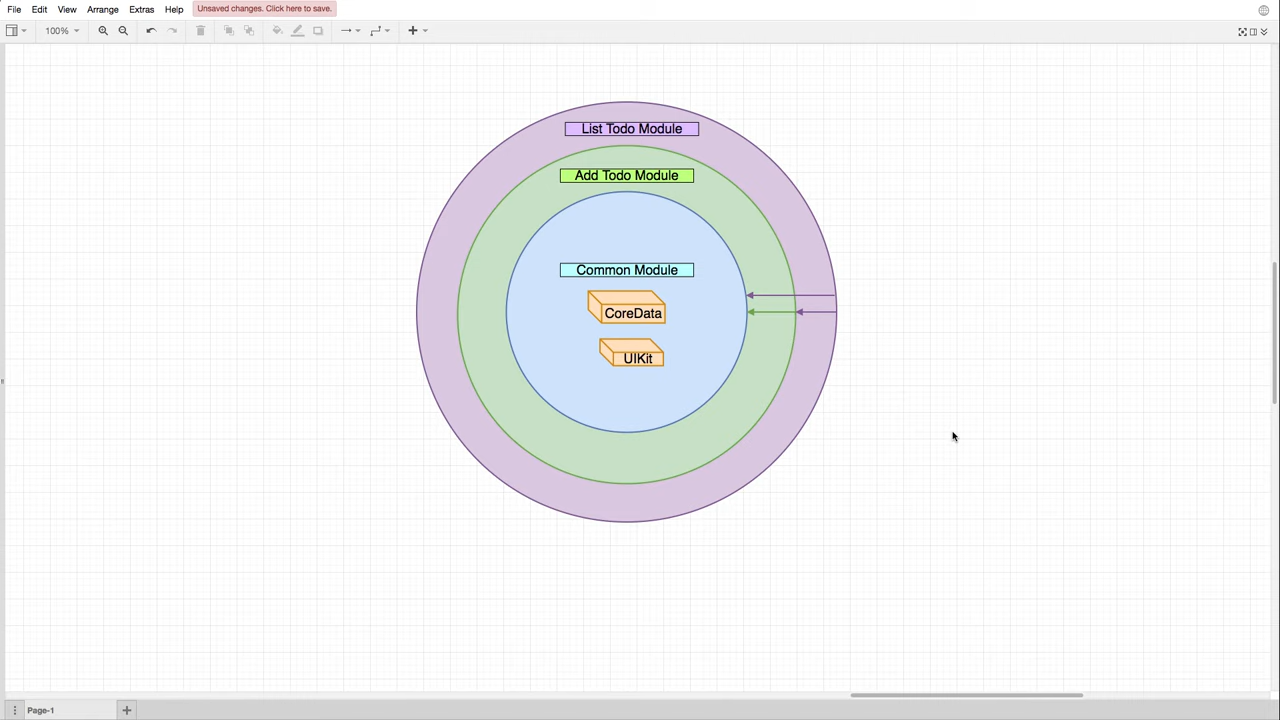 File Edit View Arrange Extras Help Unsaved changes. Click here to save.
100%
List Todo Module
Add Todo Module
Common Module
CoreData
UIKit
Page-1